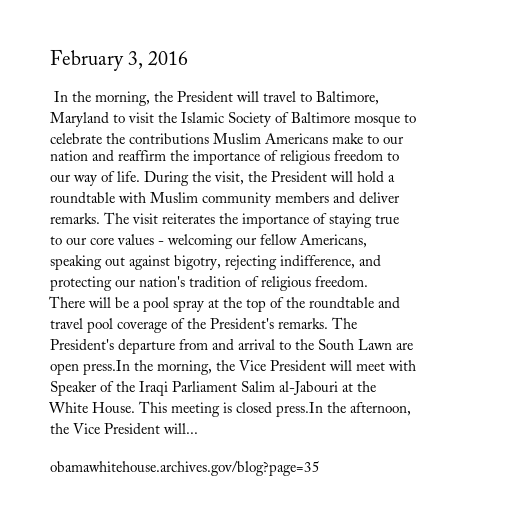 February 3, 2016
In the morning, the President will travel to Baltimore,
Maryland to visit the Islamic Society of Baltimore mosque to
celebrate the contributions Muslim Americans make to our
nation and reaffirm the importance of religious freedom to
our way of life. During the visit, the President will hold a
roundtable with Muslim community members and deliver
remarks. The visit reiterates the importance of staying true
to our core values - welcoming our fellow Americans,
speaking out against bigotry, rejecting indifference, and
protecting our nation's tradition of religious freedom.
There will be a pool spray at the top of the roundtable and
travel pool coverage of the President's remarks. The
President's departure from and arrival to the South Lawn are
open press.In the morning, the Vice President will meet with
Speaker of the Iraqi Parliament Salim al-Jabouri at the
White House. This meeting is closed press.In the afternoon,
the Vice President will...
obamawhitehouse.archives.gov/blog?page=35